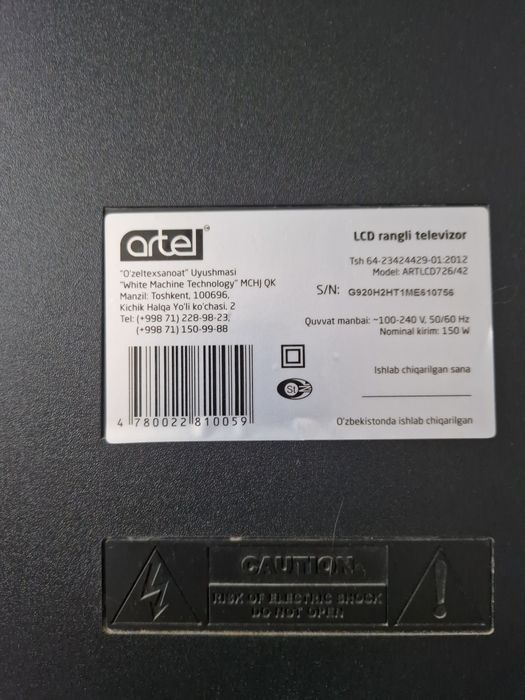 artel™
"O'zeltexsanoat" Uyushmasi
"White Machine Technology" MCHJ QK
Manzil: Toshkent, 100696,
Kichik Halqa Yo'li ko'chasi, 2
Tel: (+998 71) 228-98-23,
(+998 71) 150-99-88
4 780022 810059
LCD rangli televizor
Tsh 64-23424429-01:2012
Model: ARTLCD726/42
S/N: G920H2HT1ME610756
Quvvat manbai: ~100-240 V, 50/60 Hz
Nominal kirim: 150 W
St
Ishlab chiqarilgan sana
O'zbekistonda ishlab chiqarilgan
CAUTION
RISK OF ELECTRIC SHOCK
DO NOT OPEN